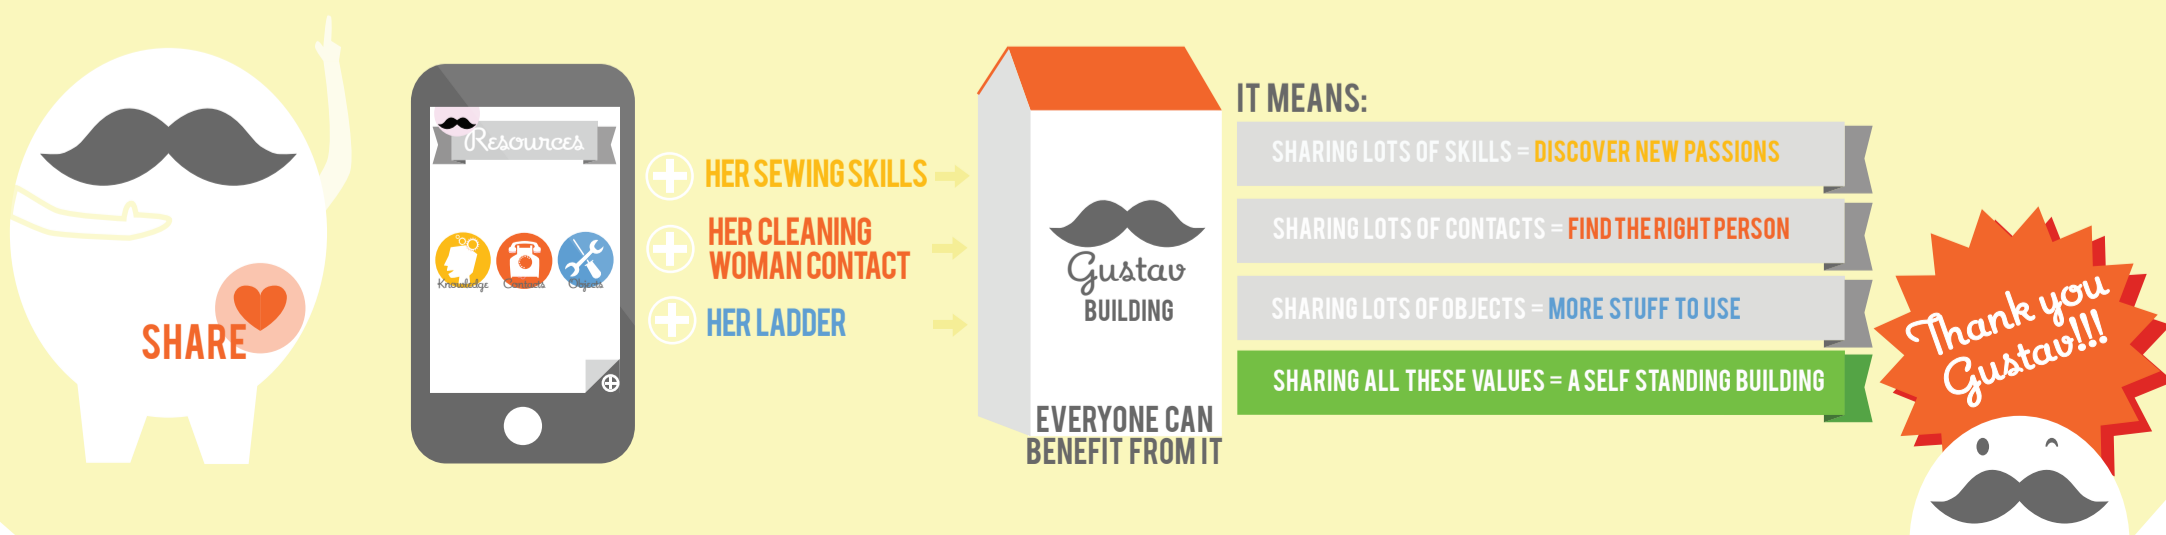 SHARE
Resources
Knowledge
Contacts
Objects
HER SEWING SKILLS
HER CLEANING
WOMAN CONTACT
HER LADDER
Gustav
BUILDING
EVERYONE CAN
BENEFIT FROM IT
IT MEANS:
SHARING LOTS OF SKILLS = DISCOVER NEW PASSIONS
SHARING LOTS OF CONTACTS = FIND THE RIGHT PERSON
SHARING LOTS OF OBJECTS = MORE STUFF TO USE
SHARING ALL THESE VALUES = A SELF STANDING BUILDING
Thank you
Gustav!!!